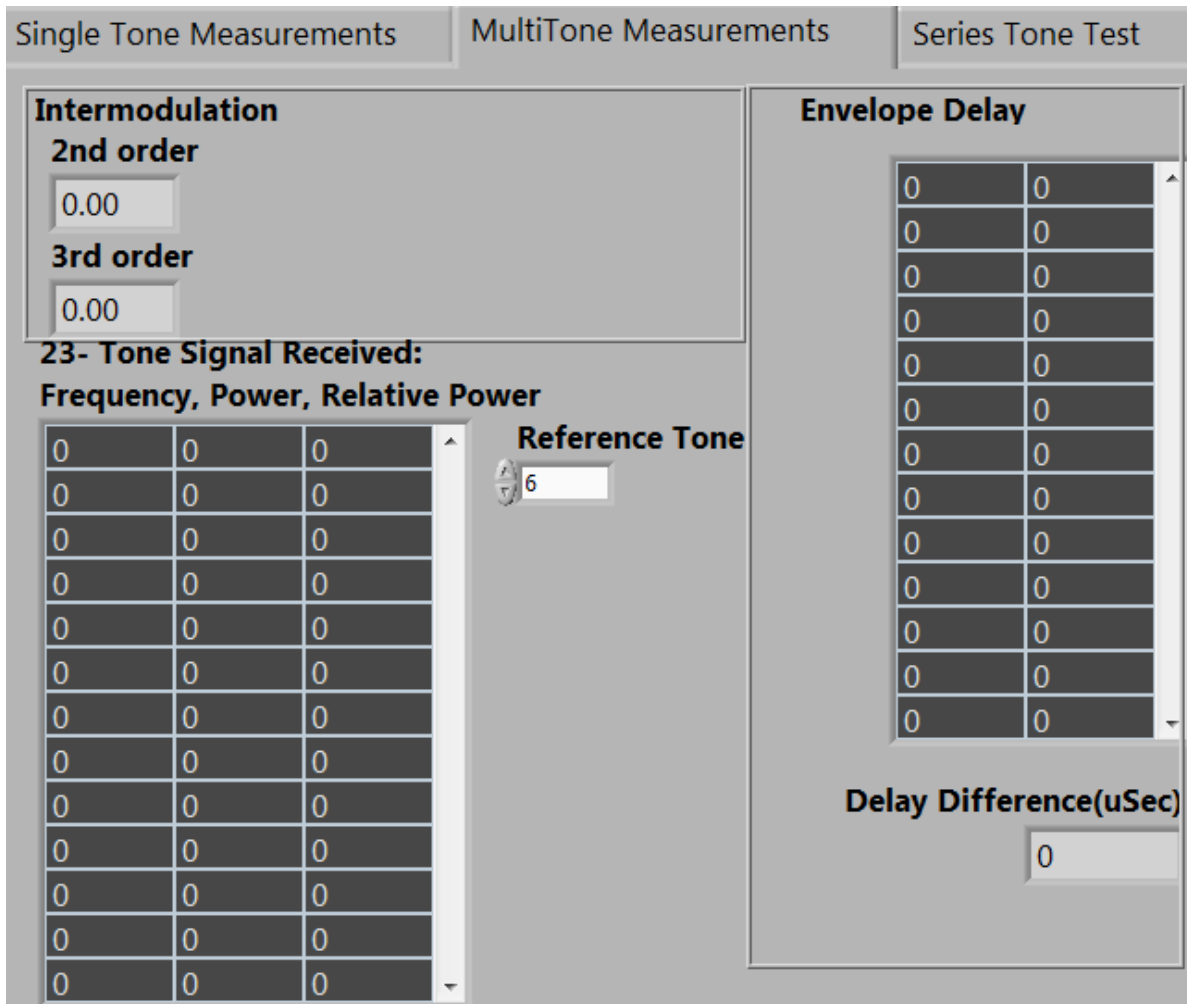 Single Tone Measurements MultiTone Measurements Series Tone Test
Intermodulation
2nd order
0.00
3rd order
0.00
23- Tone Signal Received:
Frequency, Power, Relative Power
0 0 0
0 0 0
0 0 0
0 0 0
0 0 0
0 0 0
0 0 0
0 0 0
0 0 0
0 0 0
0 0 0
0 0 0
0 0 0
Reference Tone
6
Envelope Delay
0 0
0 0
0 0
0 0
0 0
0 0
0 0
0 0
0 0
0 0
0 0
0 0
0 0
Delay Difference(uSec)
0